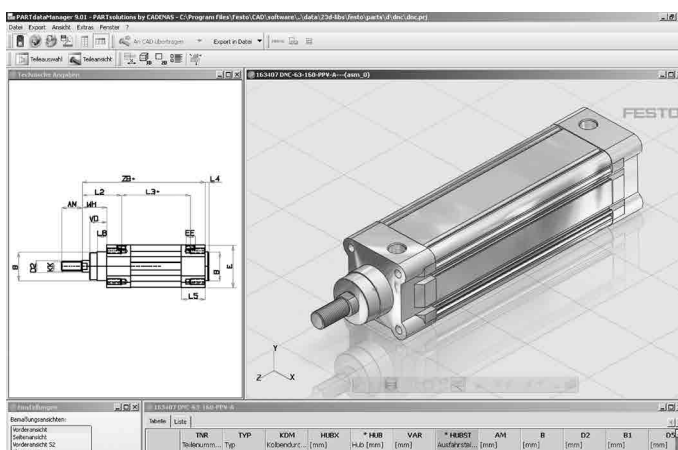 PARTdataManager 9.01 - PARTsolutions by CADENAS - C:\Program Files\Festo\CAD\software\..\data\23d-libs\festo\parts\d\dnc\dnc.prj
Datei Export Ansicht Extras Fenster ?
An CAD übertragen Export in Datei
Teileauswahl Teileansicht
Technische Angaben
163407 DNC-63-160-PPV-A---(asm_0)
FESTO
ZB+
L4
L2 L3+
AM WH
VD
LB EE
B D2 KK B E
L5
Y
Z X
Einstellungen
163407 DNC-63-160-PPV-A
Bemaßungsansichten:
Vorderansicht
Seitenansicht
Vorderansicht S2
Tabelle Liste
TNR TYP KDM HUBX * HUB VAR * HUBST AM B D2 B1 D5
Teilenumm... Typ Kolbendurc... [mm] Hub [mm] [mm] Ausfahrstel... [mm] [mm] [mm] [mm] [mm]